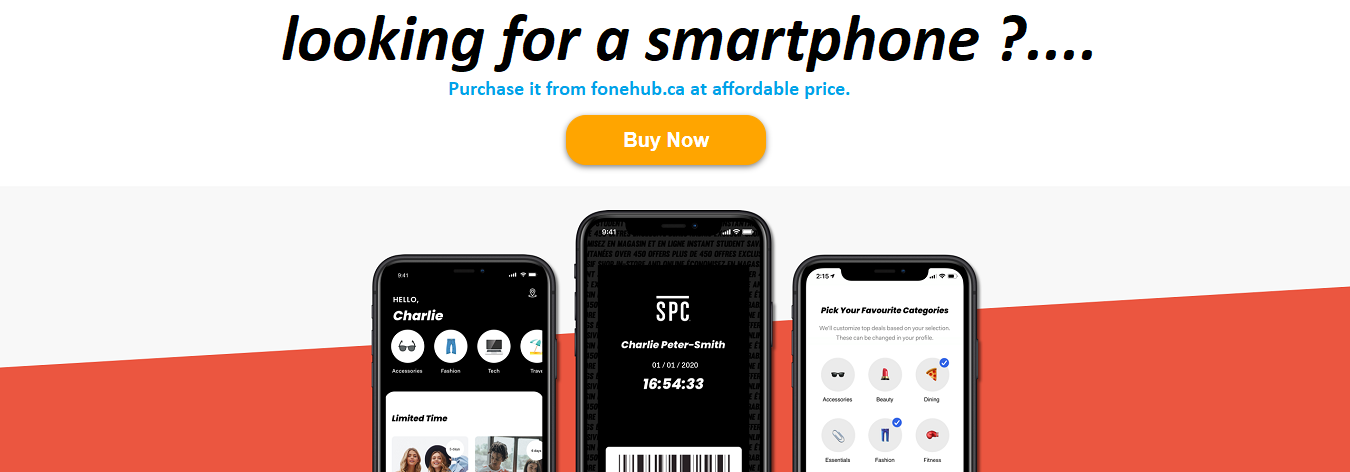 looking for a smartphone ?....
Purchase it from fonehub.ca at affordable price.
Buy Now
9:41
HELLO,
Charlie
Accessories
Fashion
Tech
Limited Time
5 days
9:41
SPC
Charlie Peter-Smith
01 / 01 / 2020
16:54:33
2:15
Pick Your Favourite Categories
We'll customize top deals based on your selection.
These can be changed in your profile.
Accessories
Beauty
Dining
Essentials
Fashion
Fitness